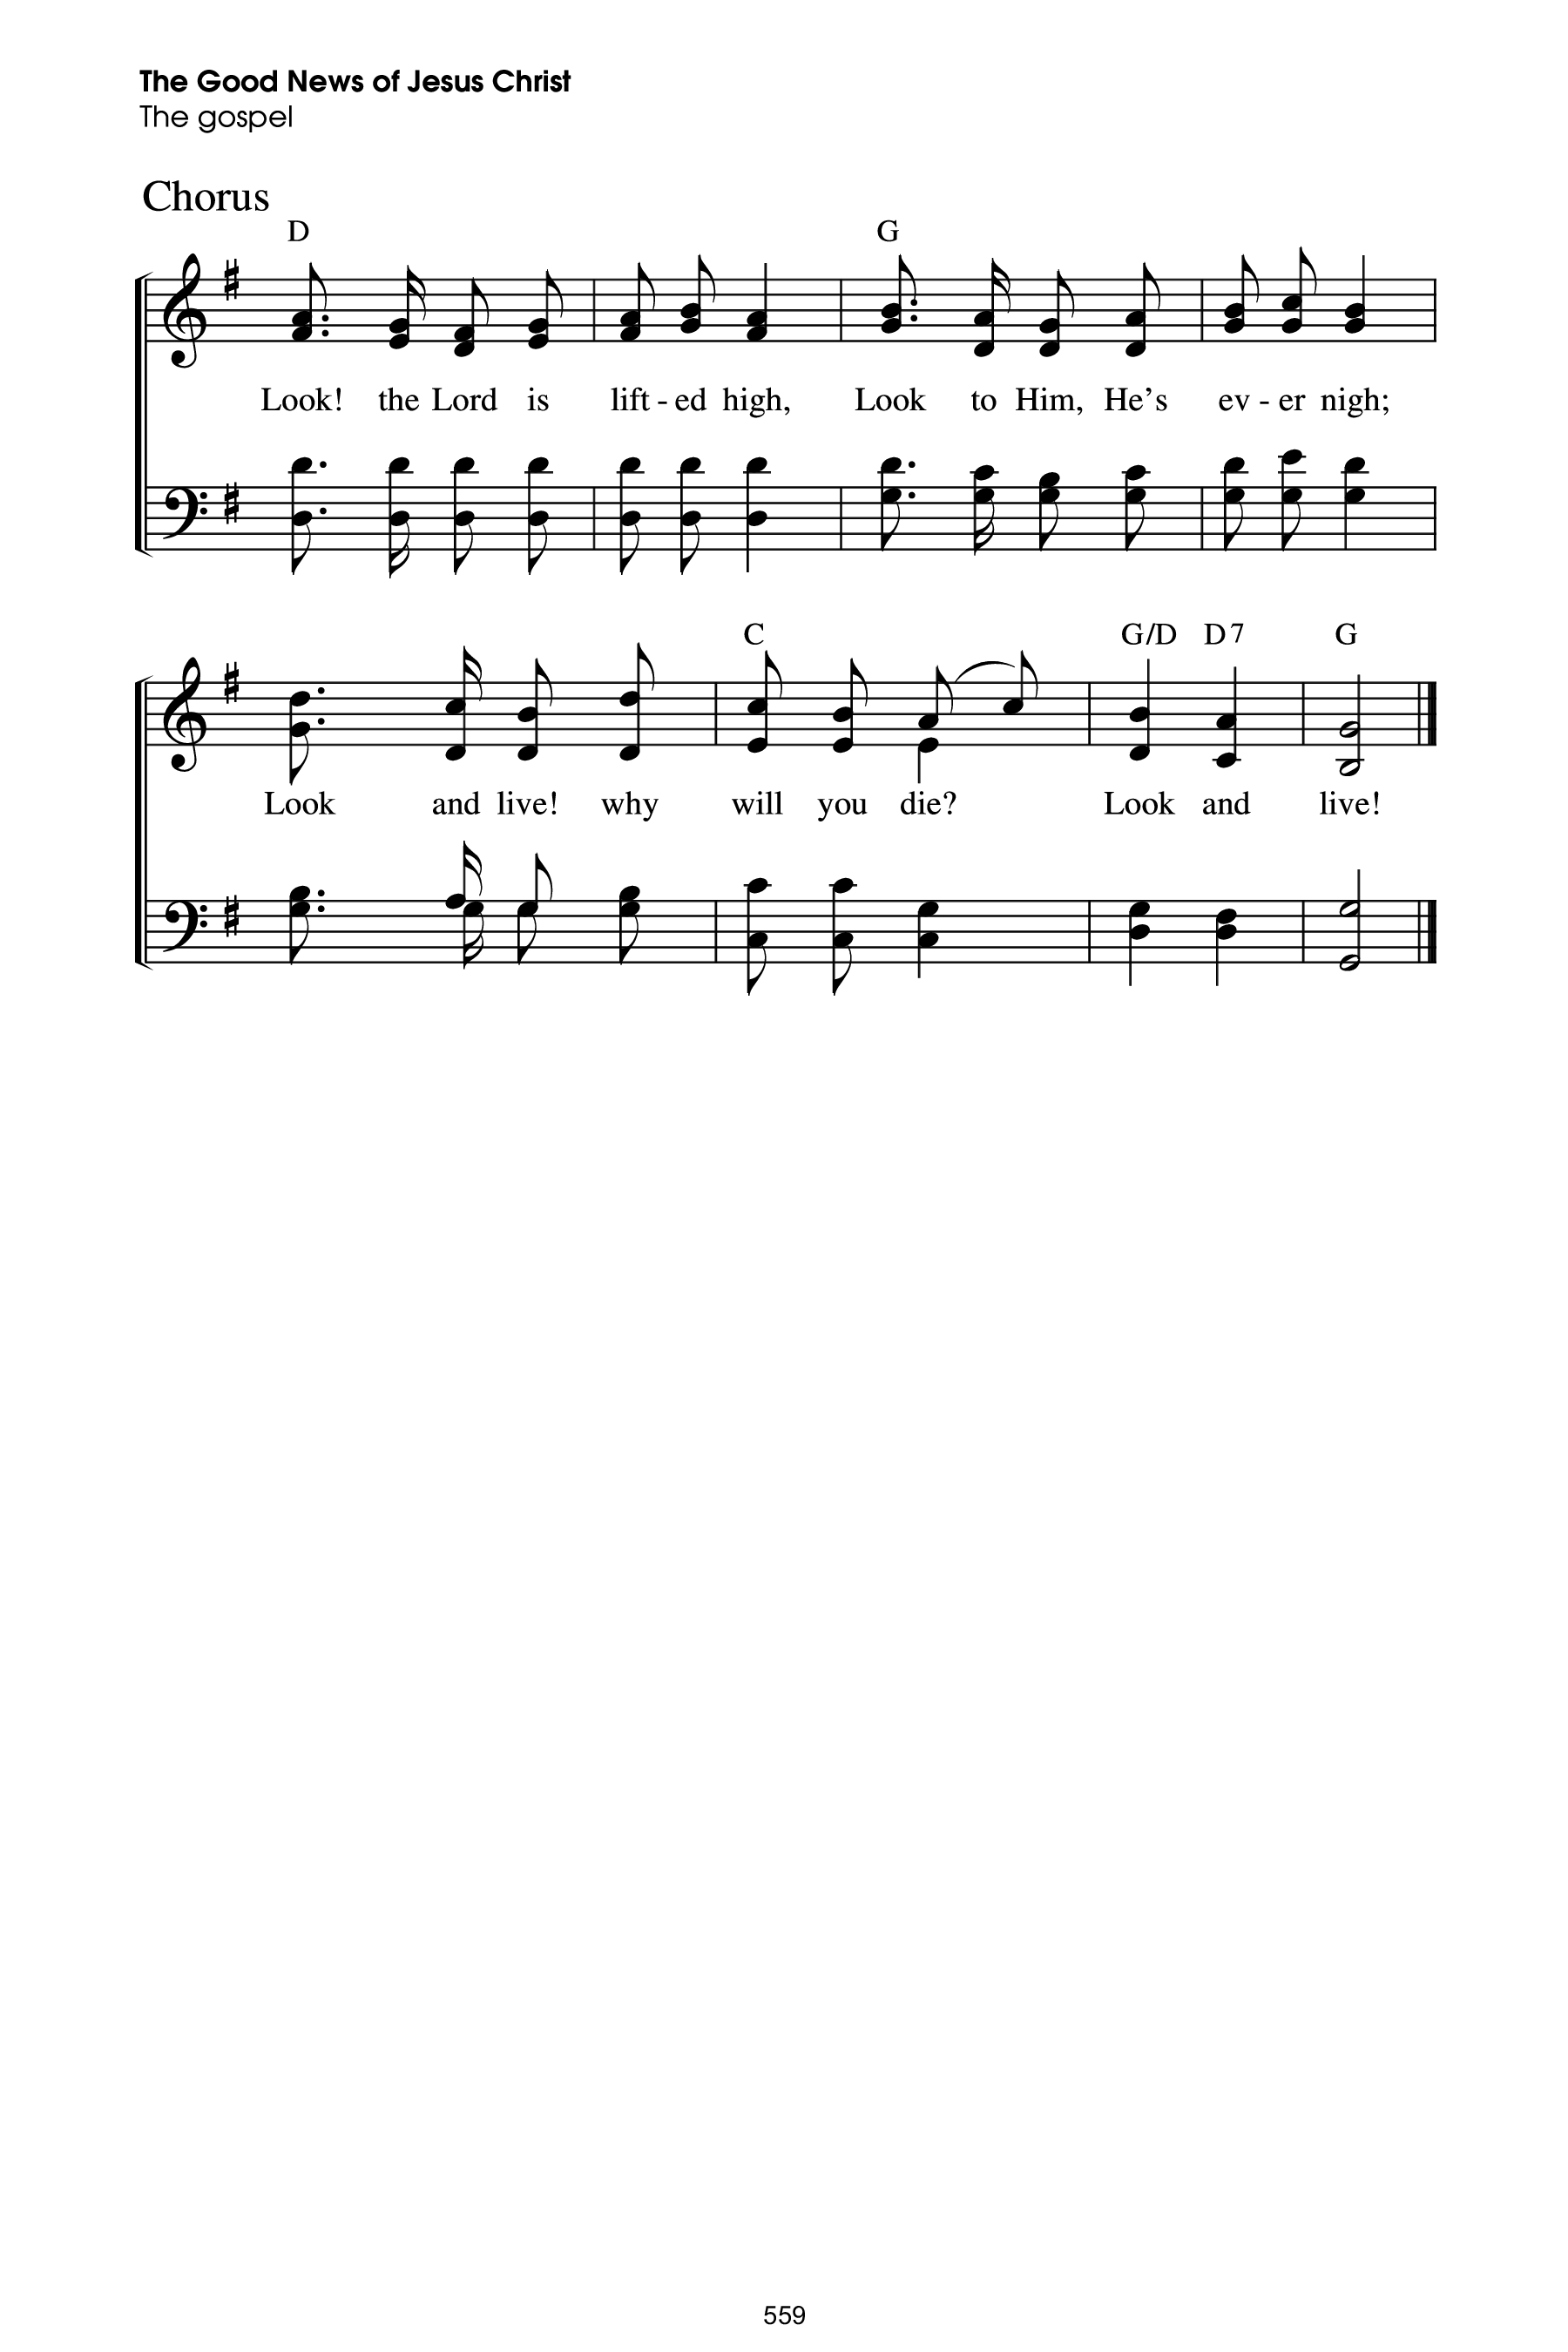 The Good News of Jesus Christ
The gospel
Chorus
D G
Look! the Lord is lift - ed high, Look to Him, He’s ev - er nigh;
C G/D D 7 G
Look and live! why will you die? Look and live!
559